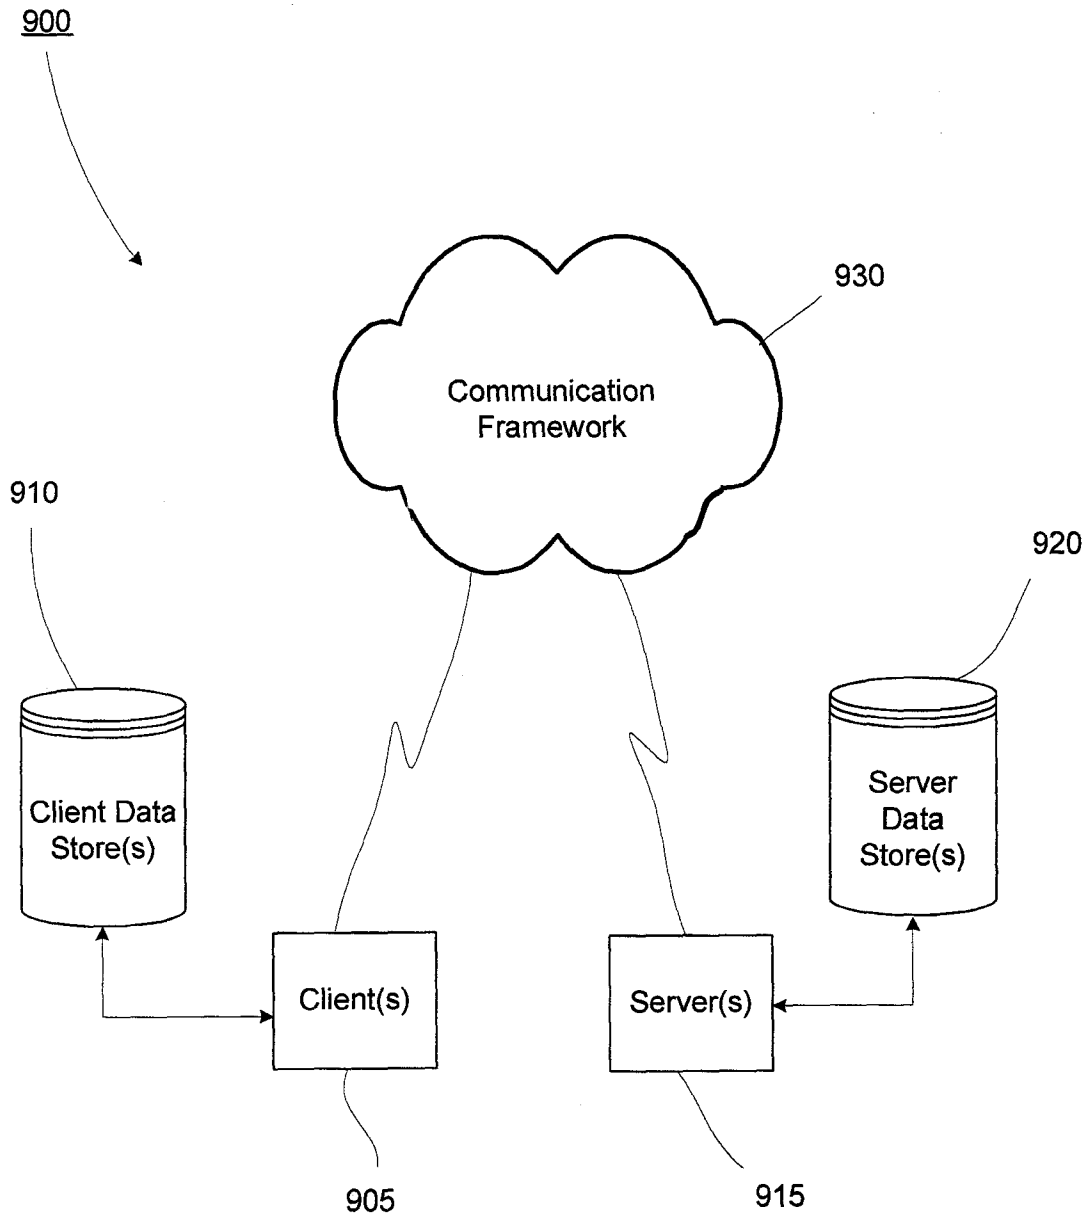 900
930
Communication
Framework
910
920
Client Data
Store(s)
Server
Data
Store(s)
Client(s)
Server(s)
905
915